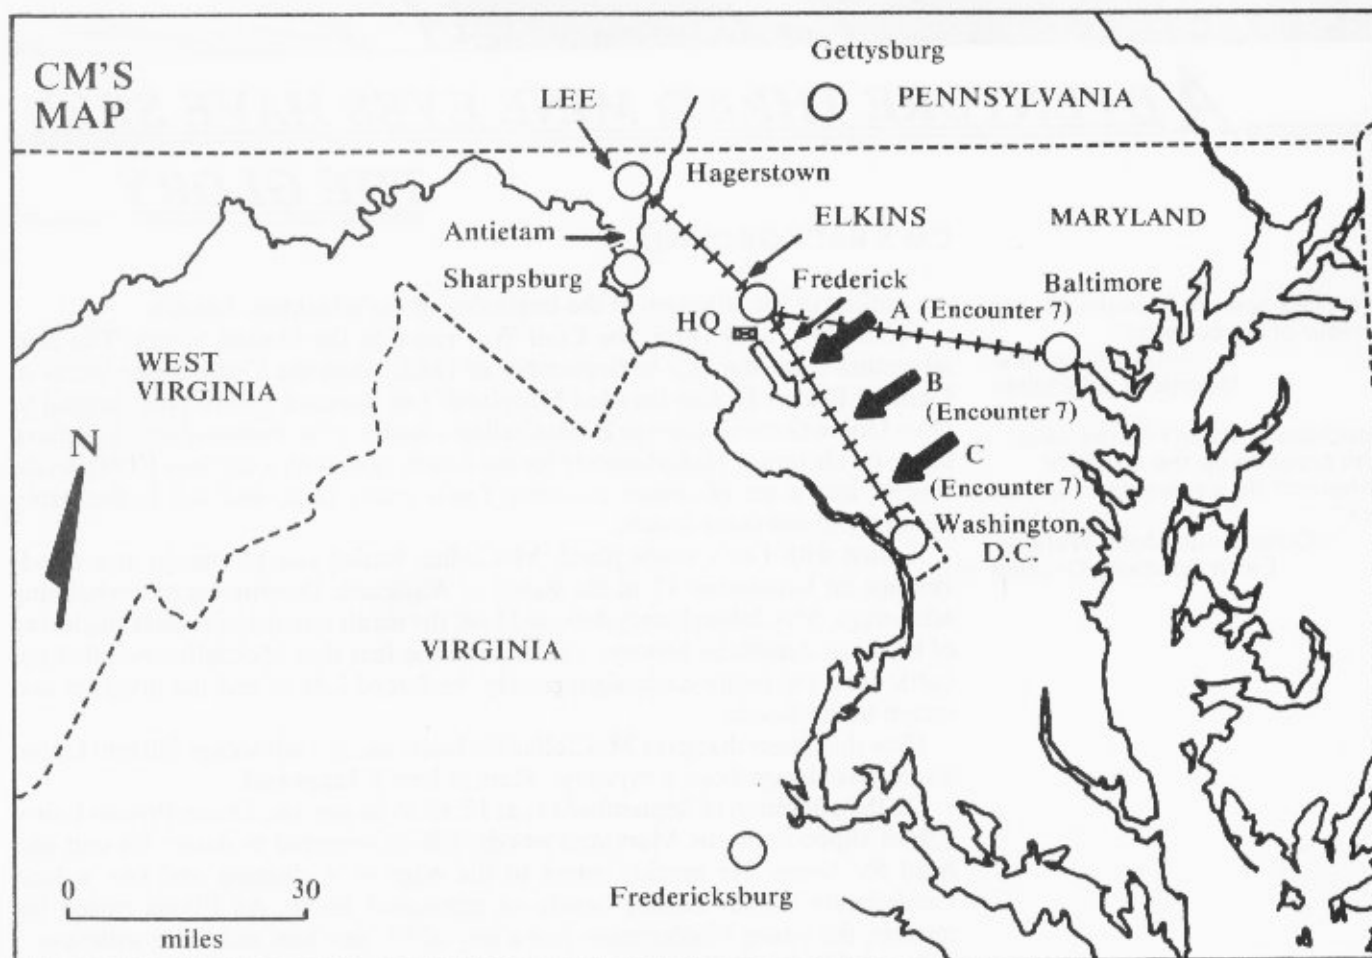 Gettysburg
CM'S
MAP
LEE
PENNSYLVANIA
Hagerstown
Antietam
ELKINS
MARYLAND
Sharpsburg
Frederick
Baltimore
HQ
A (Encounter 7)
WEST
VIRGINIA
B
(Encounter 7)
N
C
(Encounter 7)
Washington,
D.C.
VIRGINIA
0 30
miles
Fredericksburg